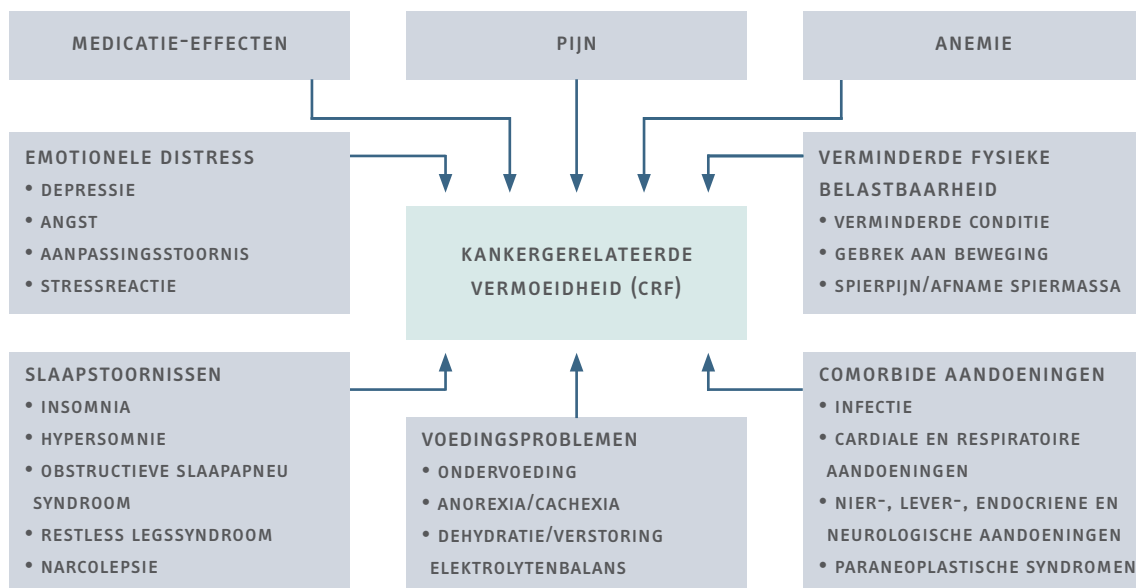 MEDICATIE-EFFECTEN
PIJN
ANEMIE
EMOTIONELE DISTRESS
• DEPRESSIE
• ANGST
• AANPASSINGSSTOORNIS
• STRESSREACTIE
VERMINDERDE FYSIEKE
BELASTBAARHEID
• VERMINDERDE CONDITIE
• GEBREK AAN BEWEGING
• SPIERPIJN/AFNAME SPIERMASSA
KANKERGERELATEERDE
VERMOEIDHEID (CRF)
SLAAPSTOORNISSEN
• INSOMNIA
• HYPERSOMNIE
• OBSTRUCTIEVE SLAAPAPNEU
SYNDROOM
• RESTLESS LEGSSYNDROOM
• NARCOLEPSIE
VOEDINGSPROBLEMEN
• ONDERVOEDING
• ANOREXIA/CACHEXIA
• DEHYDRATIE/VERSTORING
ELEKTROLYTENBALANS
COMORBIDE AANDOENINGEN
• INFECTIE
• CARDIALE EN RESPIRATOIRE
AANDOENINGEN
• NIER-, LEVER-, ENDOCRIENE EN
NEUROLOGISCHE AANDOENINGEN
• PARANEOPLASTISCHE SYNDROMEN